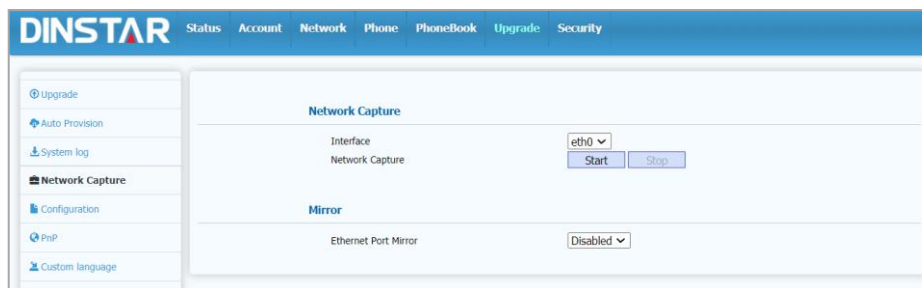 DINSTAR Status Account Network Phone PhoneBook Upgrade Security
Upgrade
Auto Provision
System log
Network Capture
Configuration
PnP
Custom language
Network Capture
Interface eth0
Network Capture Start Stop
Mirror
Ethernet Port Mirror Disabled